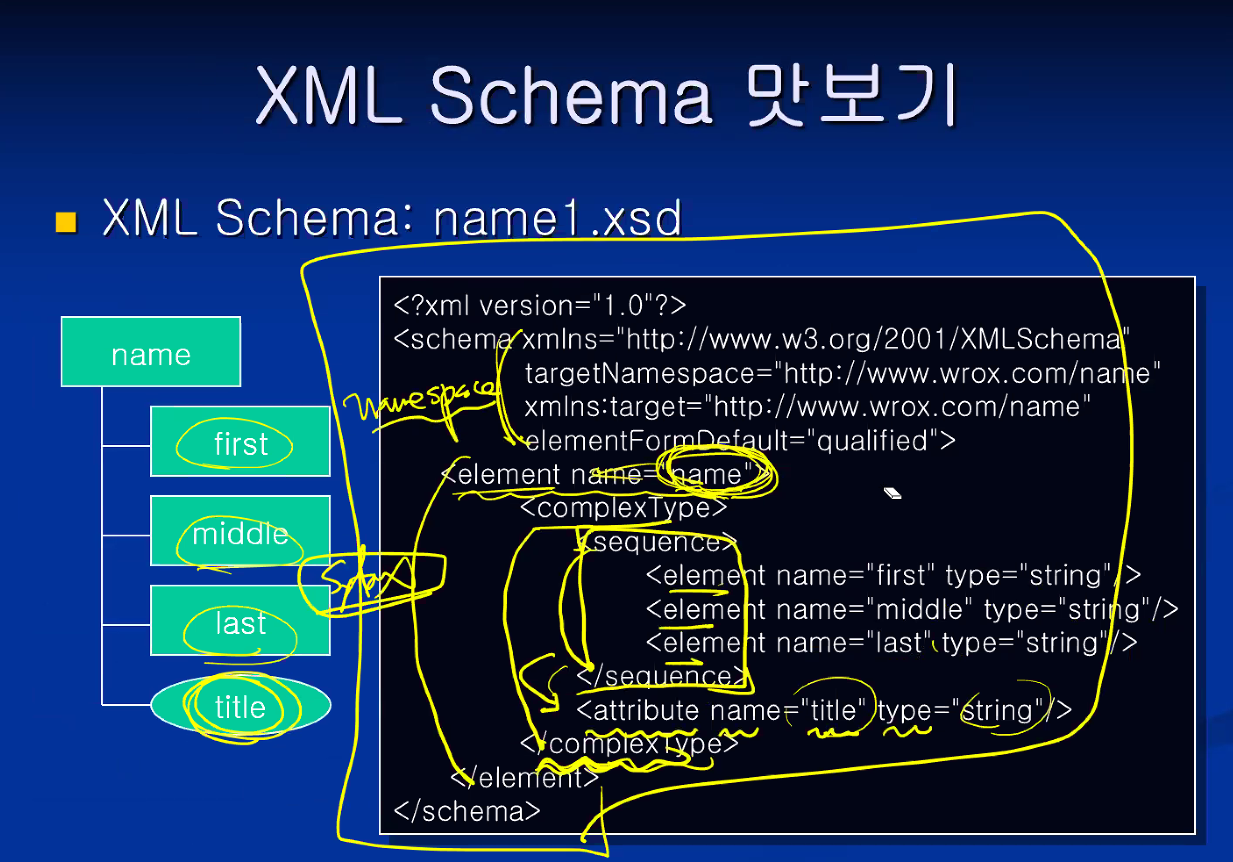 XML Schema 맛보기
XML Schema: name1.xsd
name
first
middle
last
title
Namespace
Syntax
<?xml version="1.0"?>
<schema xmlns="http://www.w3.org/2001/XMLSchema"
targetNamespace="http://www.wrox.com/name"
xmlns:target="http://www.wrox.com/name"
elementFormDefault="qualified">
<element name="name">
<complexType>
<sequence>
<element name="first" type="string"/>
<element name="middle" type="string"/>
<element name="last" type="string"/>
</sequence>
<attribute name="title" type="string"/>
</complexType>
</element>
</schema>